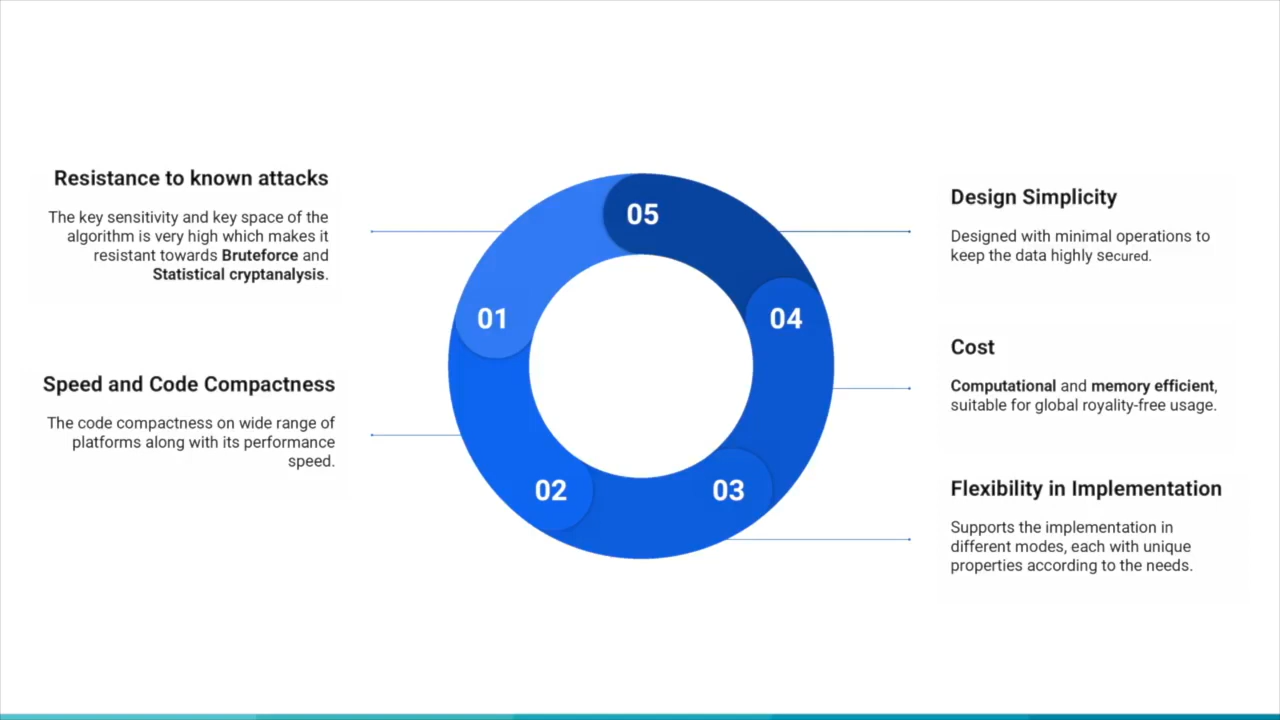 Resistance to known attacks
The key sensitivity and key space of the
algorithm is very high which makes it
resistant towards Bruteforce and
Statistical cryptanalysis.
Speed and Code Compactness
The code compactness on wide range of
platforms along with its performance
speed.
05
01
04
02
03
Design Simplicity
Designed with minimal operations to
keep the data highly secured.
Cost
Computational and memory efficient,
suitable for global royality-free usage.
Flexibility in Implementation
Supports the implementation in
different modes, each with unique
properties according to the needs.